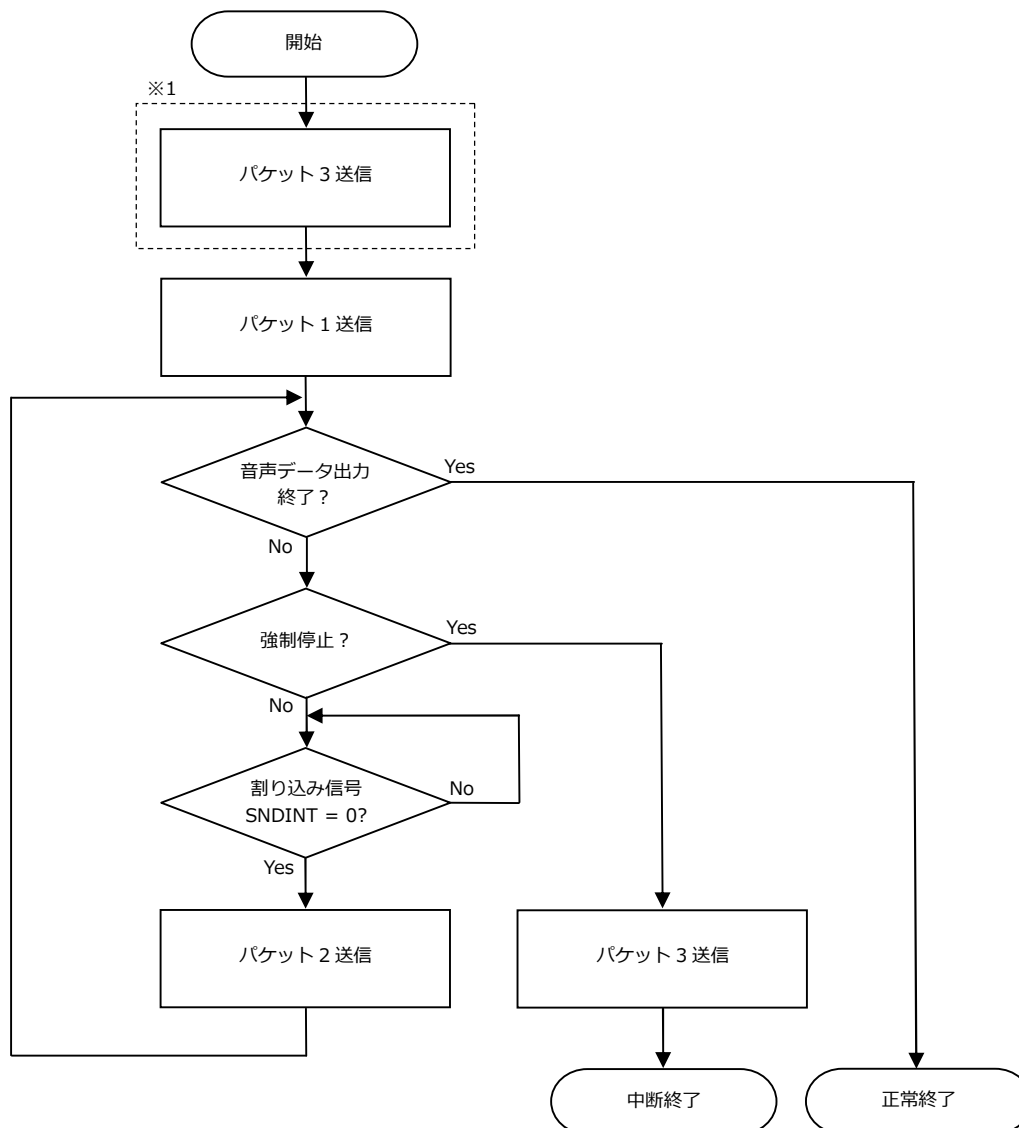 開始
※1
パケット 3 送信
パケット 1 送信
音声データ出力
終了？
Yes
No
強制停止？
Yes
No
割り込み信号
SNDINT = 0?
No
Yes
パケット 2 送信
パケット 3 送信
中断終了
正常終了